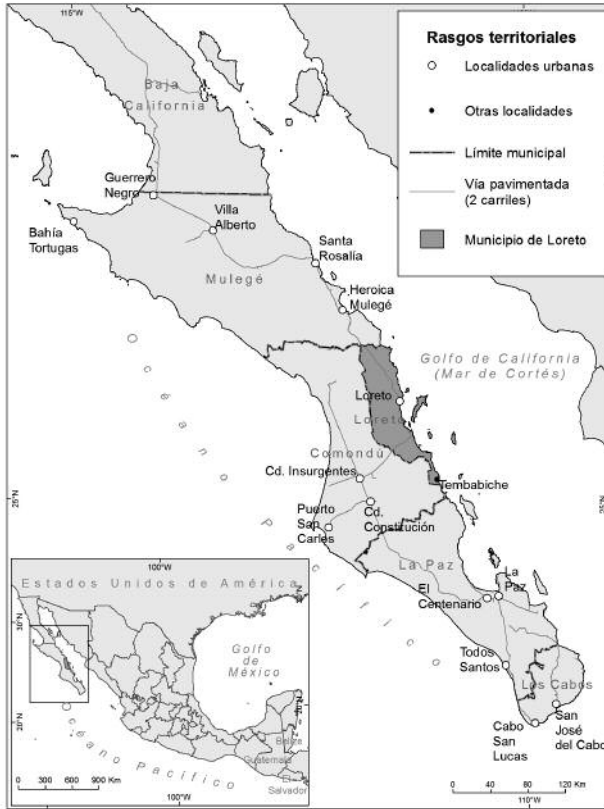 115°W
Rasgos territoriales
Localidades urbanas
Otras localidades
Límite municipal
Vía pavimentada
(2 carriles)
Municipio de Loreto
Baja
California
Guerrero
Negro
Villa
Alberto
Bahía
Tortugas
Santa
Rosalía
Mulegé
Heroica
Mulegé
Golfo de California
(Mar de Cortés)
Loreto
Loreto
Comondú
Cd. Insurgentes
Tembabiche
25°N
25°N
Puerto
San
Carles
Cd.
Constitución
Océano Pacífico
La Paz
La
Paz
El
Centenario
Todos
Santos
Los Cabos
Cabo
San
Lucas
San
José
del Cabo
0 40 80 Km
110°W
100°W
Estados Unidos de América
30°N
Golfo
de
México
20°N
20°N
Belice
Guatemala
El
Salvador
Océano Pacífico
0 300 600 900 Km
100°W